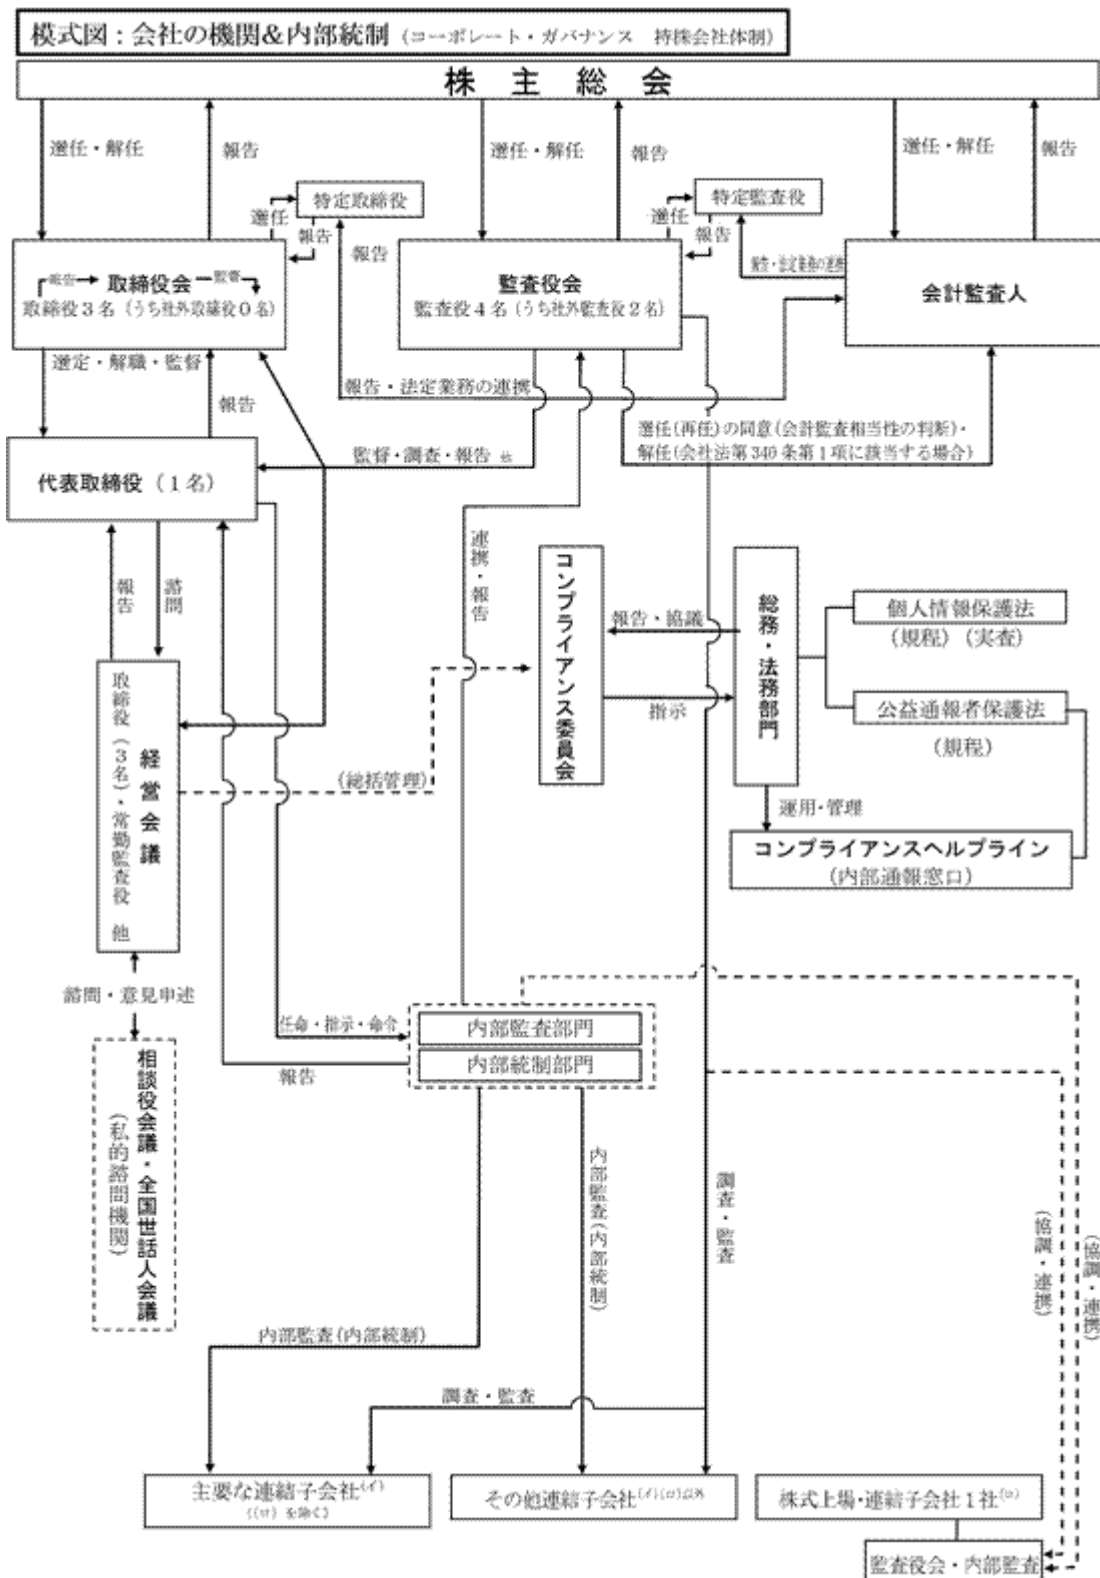 模式図：会社の機関&内部統制（コーポレート・ガバナンス　持株会社体制）
株主総会
選任・解任
報告
選任・解任
報告
選任・解任
報告
特定取締役
選任
報告
報告
特定監査役
選任
報告
取締役会
報告
監督
取締役３名（うち社外取締役０名）
監査役会
監査役４名（うち社外監査役２名）
会計監査人
選定・解職・監督
報告
報告・法定業務の連携
選任(再任)の同意(会計監査相当性の判断)・
解任(会社法第340条第1項に該当する場合)
監督・調査・報告 他
代表取締役（１名）
報告
諮問
連携・報告
コンプライアンス委員会
報告・協議
指示
総務・法務部門
個人情報保護法
(規程)(実査)
公益通報者保護法
(規程)
運用・管理
コンプライアンスヘルプライン
(内部通報窓口)
経営会議
取締役（３名）・常勤監査役　他
(総括管理)
諮問・意見申述
相談役会議・全国世話人会議
（私的諮問機関）
任命・指示・命令
報告
内部監査部門
内部統制部門
内部監査(内部統制)
内部監査(内部統制)
調査・監査
調査・監査
(協調・連携)
(協調・連携)
主要な連結子会社(イ)
((ロ)を除く)
その他連結子会社(イ)(ロ)以外
株式上場・連結子会社１社(ロ)
監査役会・内部監査